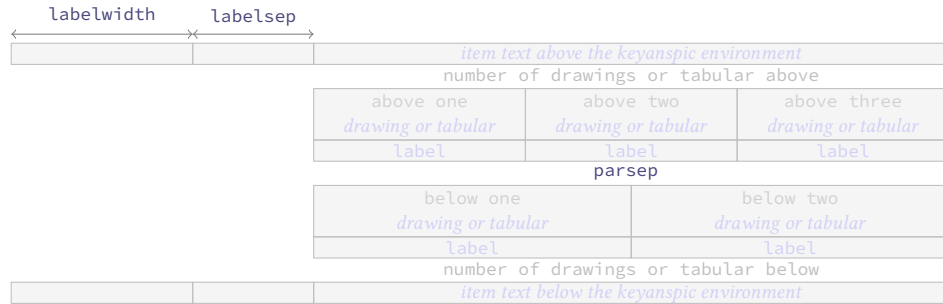 labelwidth labelsep
item text above the keyanspic environment
number of drawings or tabular above
above one above two above three
drawing or tabular drawing or tabular drawing or tabular
label label label
parsep
below one below two
drawing or tabular drawing or tabular
label label
number of drawings or tabular below
item text below the keyanspic environment